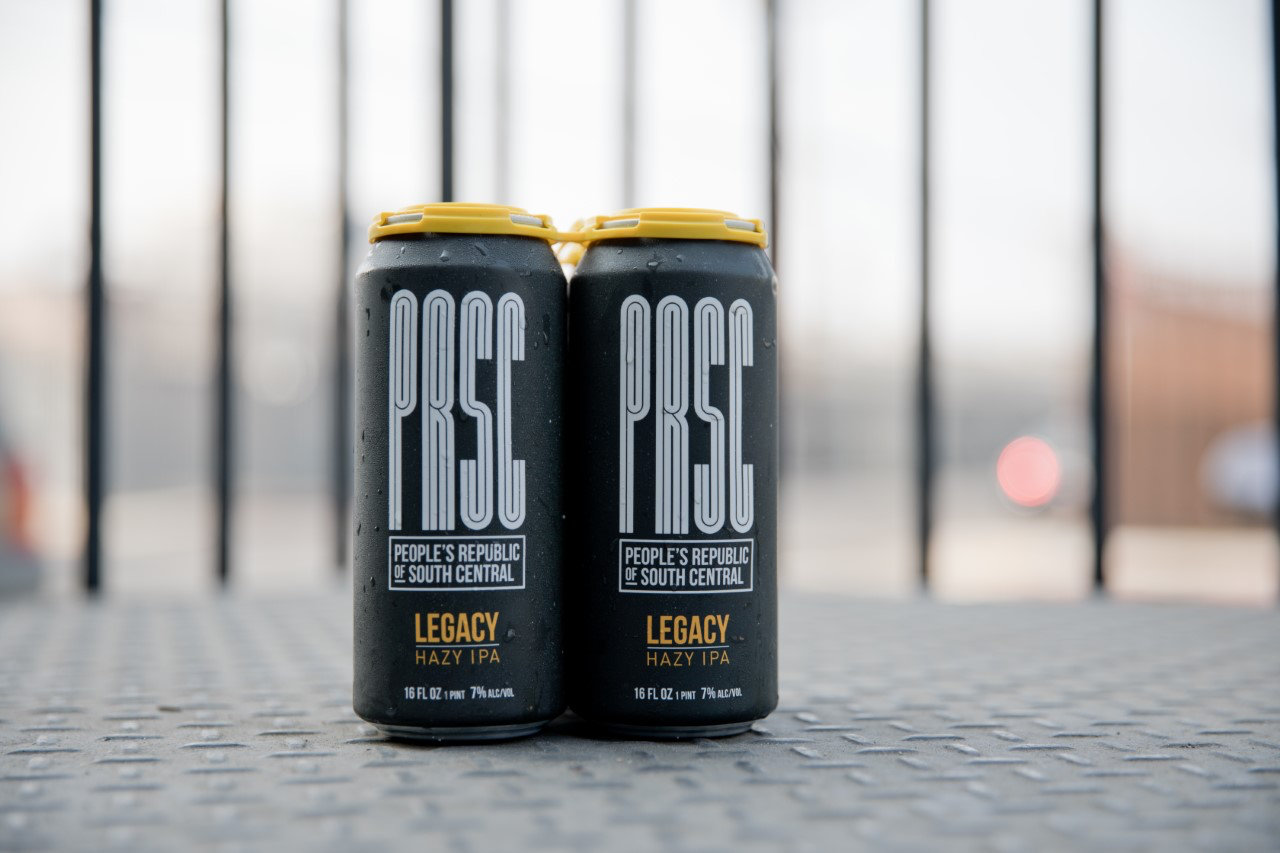 PRSC
PEOPLE'S REPUBLIC
OF SOUTH CENTRAL
LEGACY
HAZY IPA
16 FL OZ 1 PINT 7% ALC/VOL
PRSC
PEOPLE'S REPUBLIC
OF SOUTH CENTRAL
LEGACY
HAZY IPA
16 FL OZ 1 PINT 7% ALC/VOL